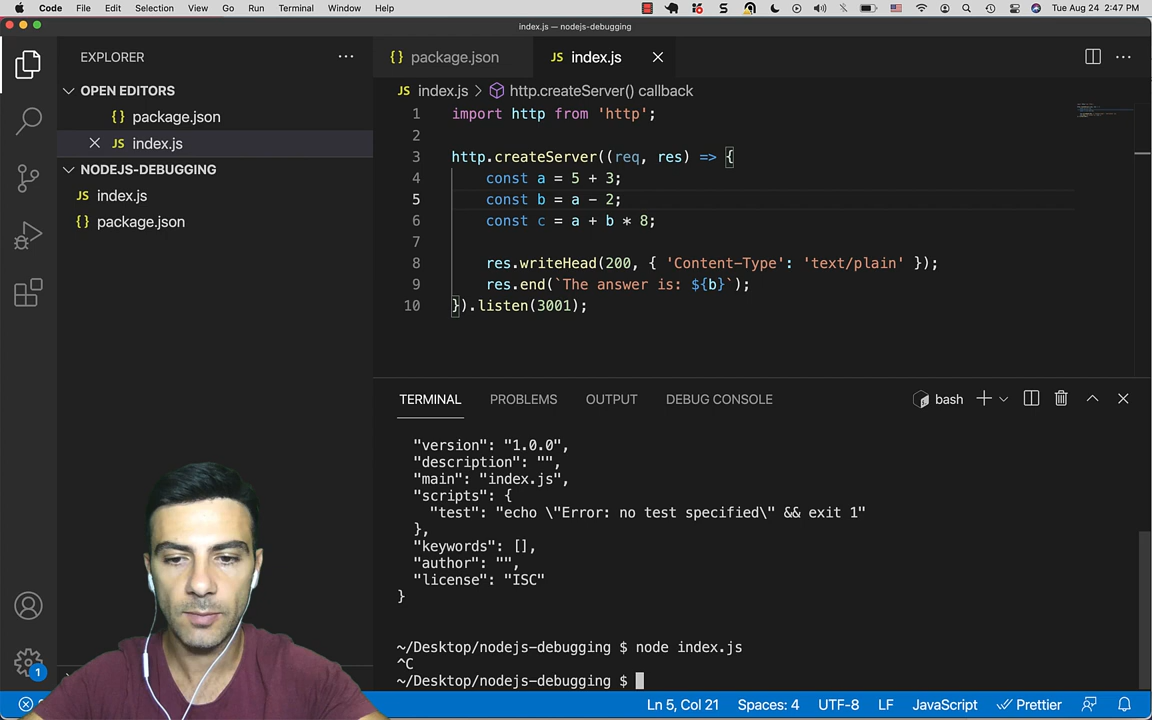 Code File Edit Selection View Go Run Terminal Window Help Tue Aug 24 2:47 PM
index.js — nodejs-debugging
EXPLORER
OPEN EDITORS
package.json
JS index.js
NODEJS-DEBUGGING
JS index.js
{} package.json
{} package.json
JS index.js
JS index.js > http.createServer() callback
1 import http from 'http';
2
3 http.createServer((req, res) => {
4 const a = 5 + 3;
5 const b = a - 2;
6 const c = a + b * 8;
7
8 res.writeHead(200, { 'Content-Type': 'text/plain' });
9 res.end(`The answer is: ${b}`);
10 }).listen(3001);
TERMINAL PROBLEMS OUTPUT DEBUG CONSOLE bash
"version": "1.0.0",
"description": "",
"main": "index.js",
"scripts": {
"test": "echo \"Error: no test specified\" && exit 1"
},
"keywords": [],
"author": "",
"license": "ISC"
}
~/Desktop/nodejs-debugging $ node index.js
^C
~/Desktop/nodejs-debugging $
1
Ln 5, Col 21 Spaces: 4 UTF-8 LF JavaScript Prettier